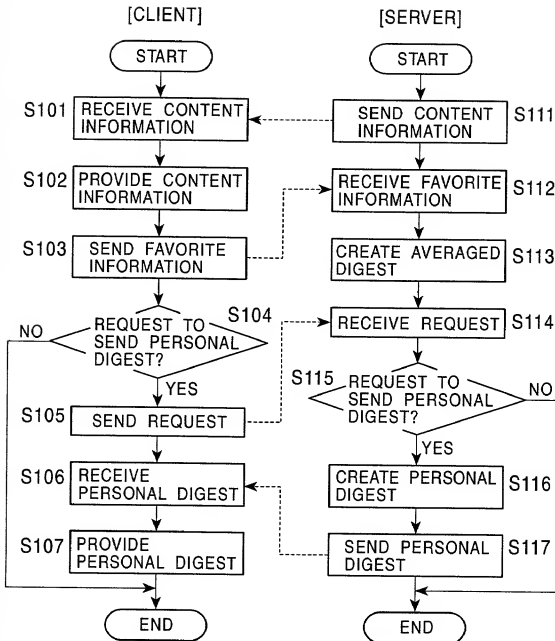 [CLIENT]
START
S101
RECEIVE CONTENT
INFORMATION
S102
PROVIDE CONTENT
INFORMATION
S103
SEND FAVORITE
INFORMATION
S104
REQUEST TO
SEND PERSONAL
DIGEST?
NO
YES
S105
SEND REQUEST
S106
RECEIVE
PERSONAL DIGEST
S107
PROVIDE
PERSONAL DIGEST
END
[SERVER]
START
S111
SEND CONTENT
INFORMATION
S112
RECEIVE FAVORITE
INFORMATION
S113
CREATE AVERAGED
DIGEST
S114
RECEIVE REQUEST
S115
REQUEST TO
SEND PERSONAL
DIGEST?
NO
YES
S116
CREATE PERSONAL
DIGEST
S117
SEND PERSONAL
DIGEST
END